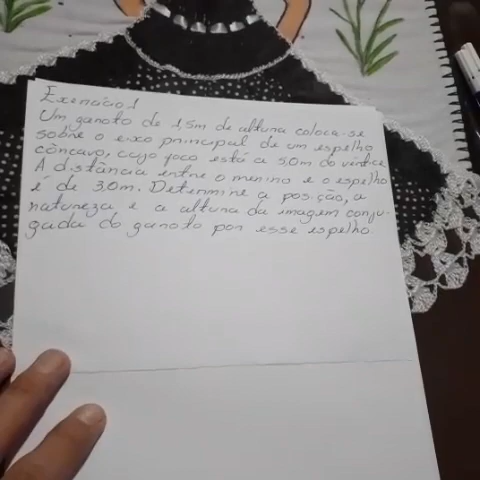 Exercício 1
Um garoto de 1,5m de altura coloca-se
sobre o eixo principal de um espelho
côncavo, cujo foco está a 5,0m do vértice.
A distância entre o menino e o espelho
é de 3,0m. Determine a posição, a
natureza e a altura da imagem conju-
gada do garoto por esse espelho.